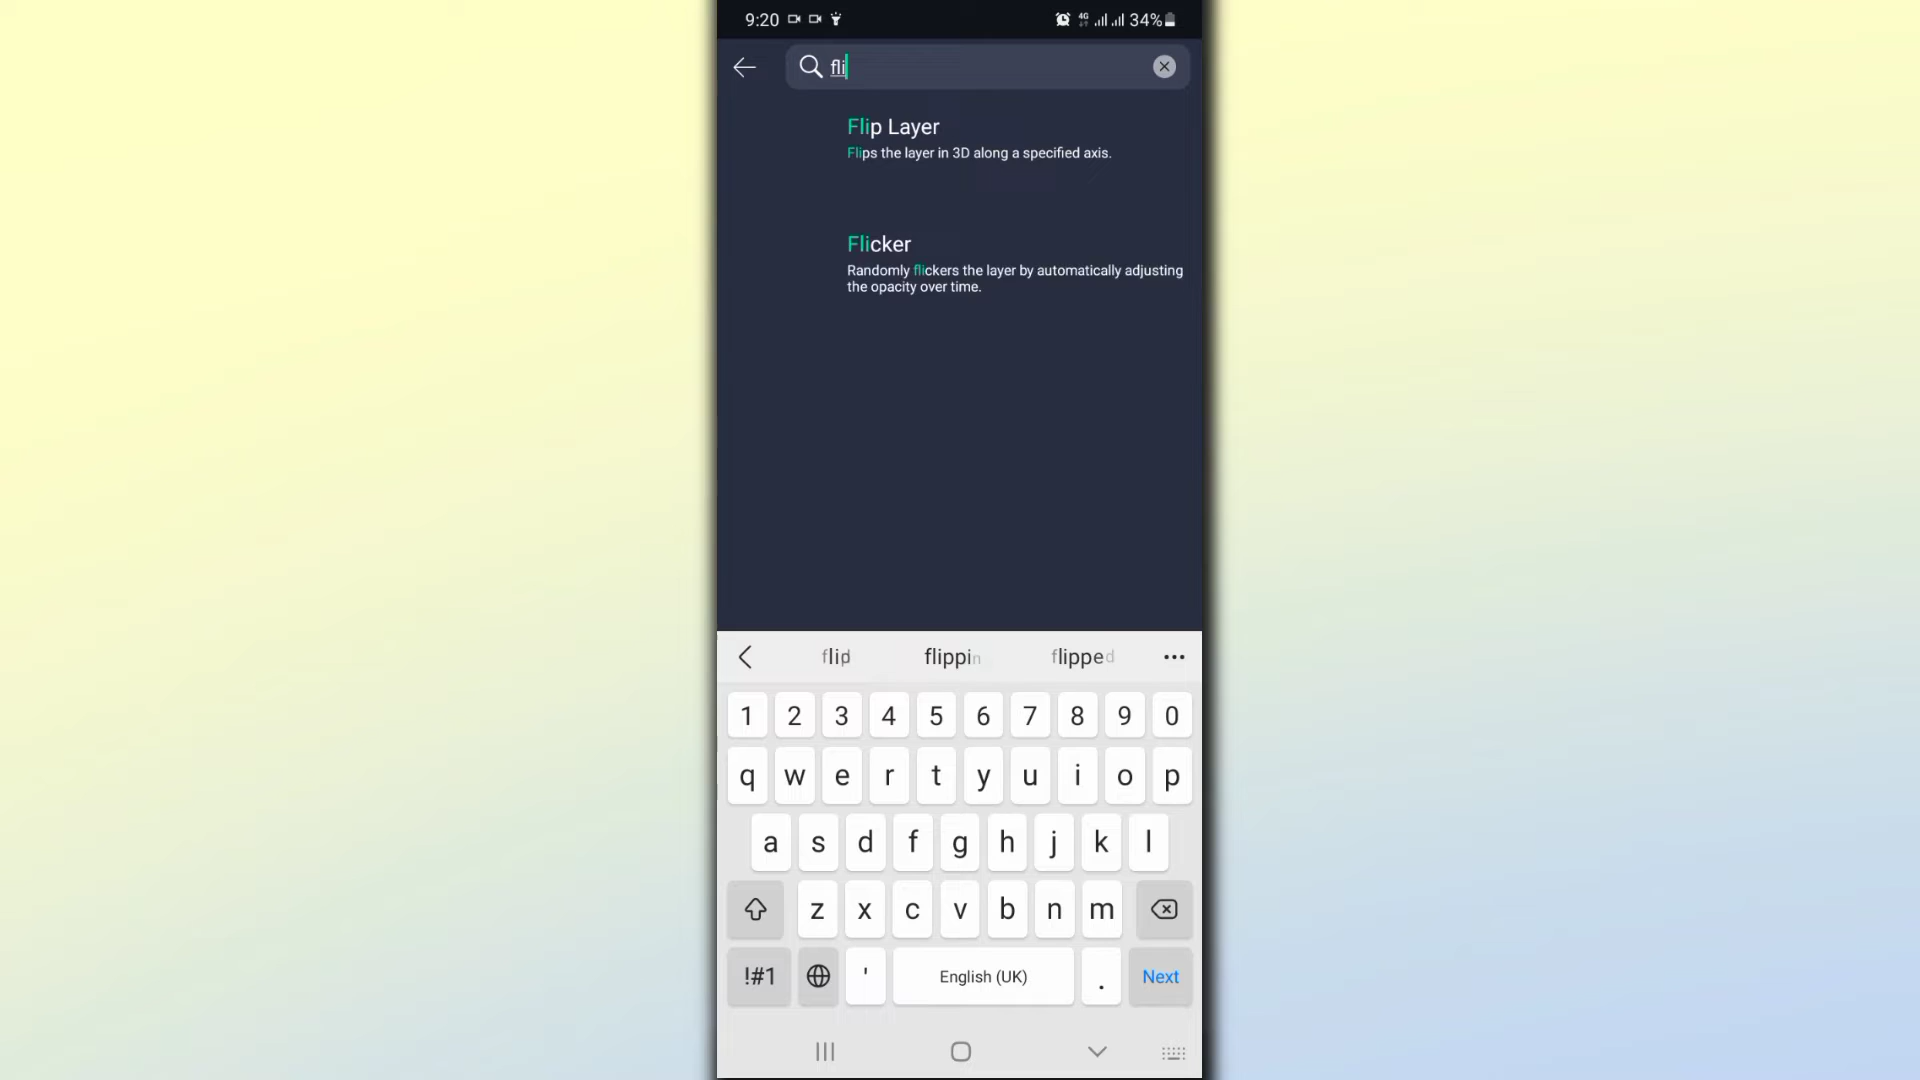 9:20 4G 34%
fli
Flip Layer
Flips the layer in 3D along a specified axis.
Flicker
Randomly flickers the layer by automatically adjusting
the opacity over time.
flip flippin flipped
1 2 3 4 5 6 7 8 9 0
q w e r t y u i o p
a s d f g h j k l
z x c v b n m
!#1 ' English (UK) . Next